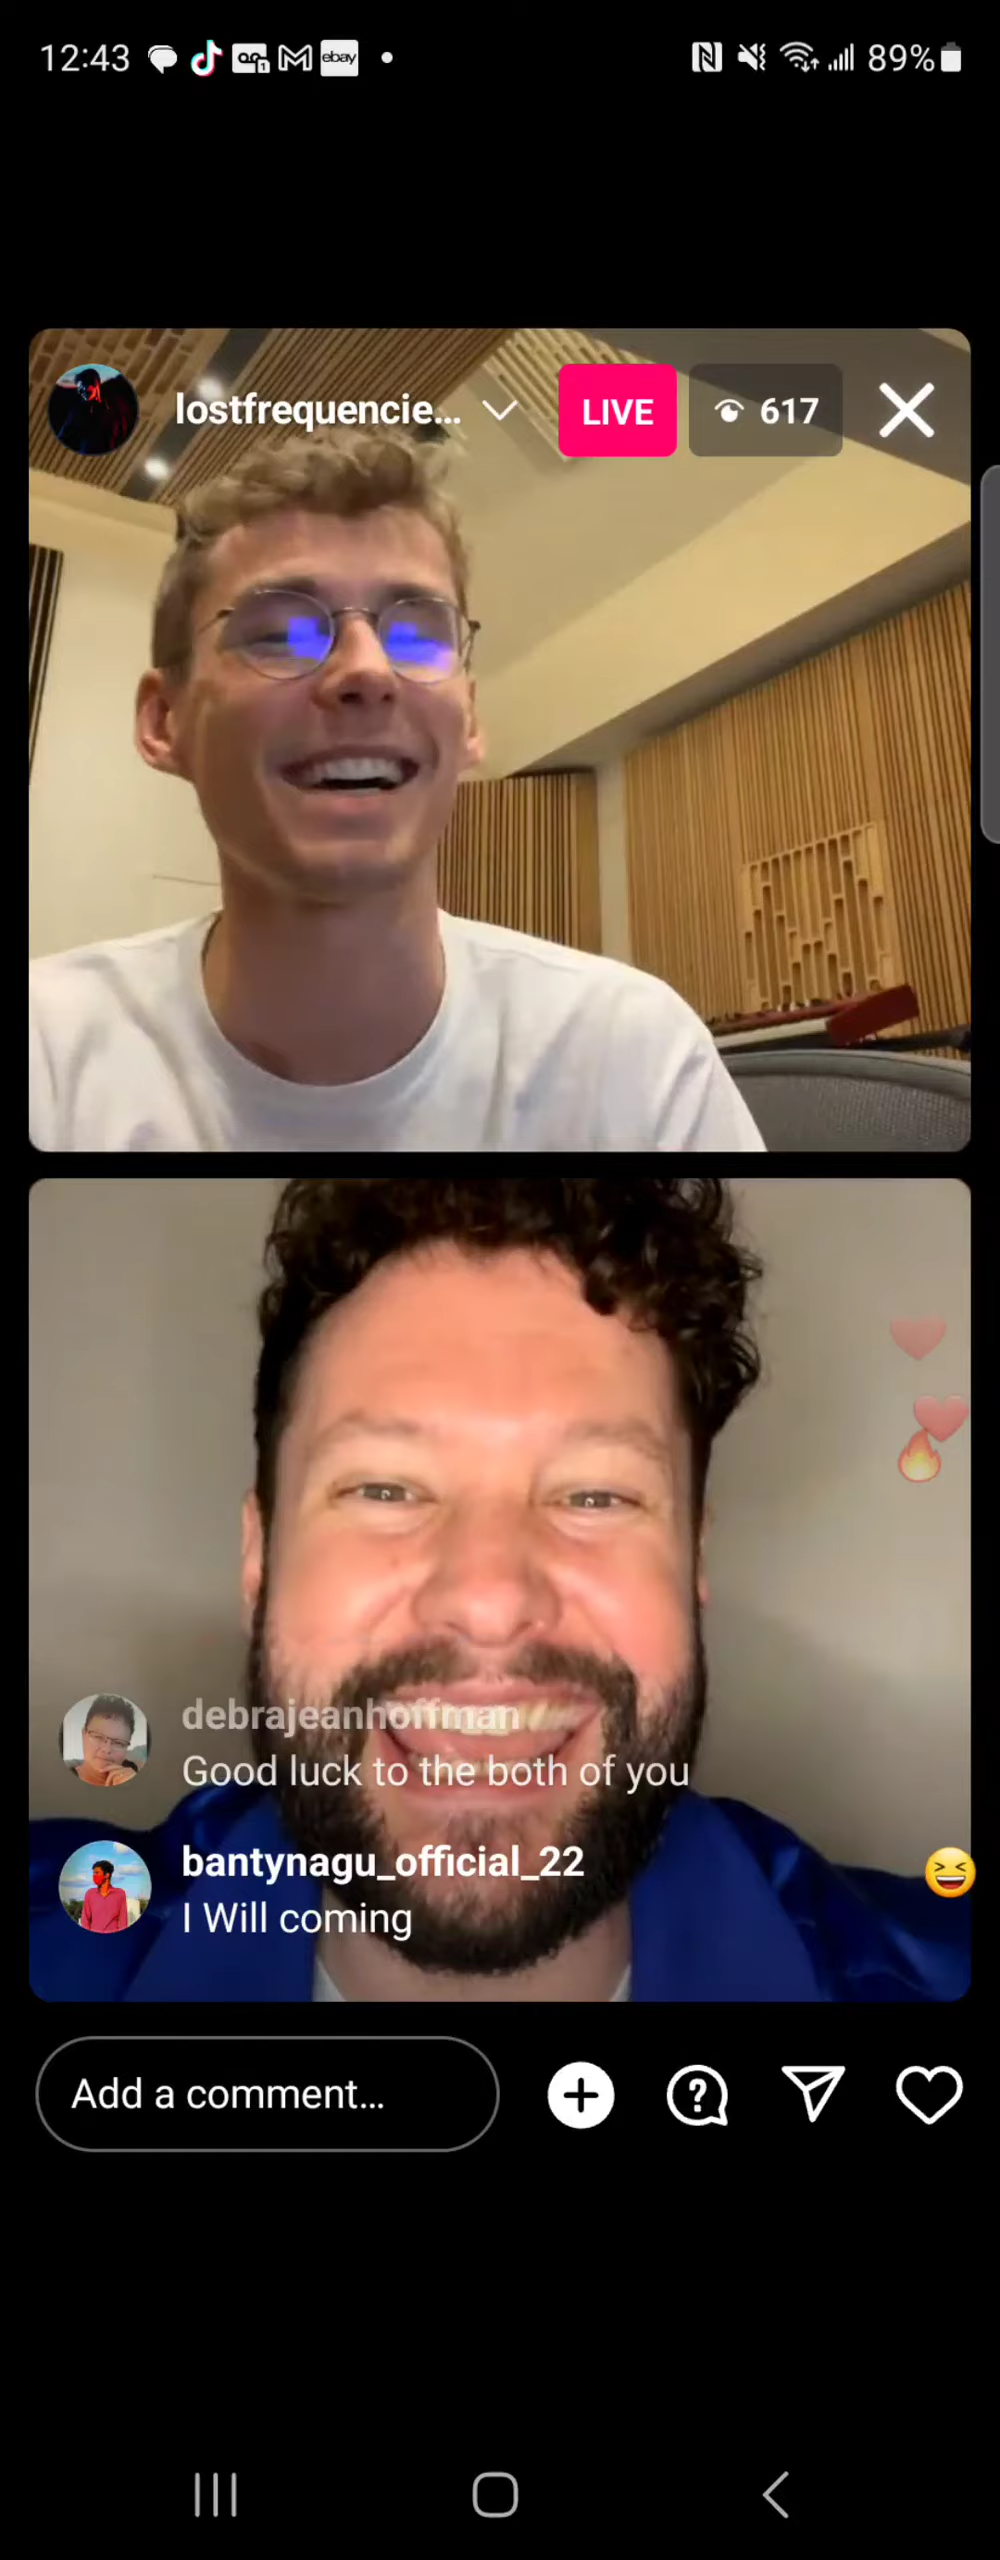 12:43
ebay
89%
lostfrequencie...
LIVE
617
debrajeanhoffman
Good luck to the both of you
bantynagu_official_22
I Will coming
Add a comment...